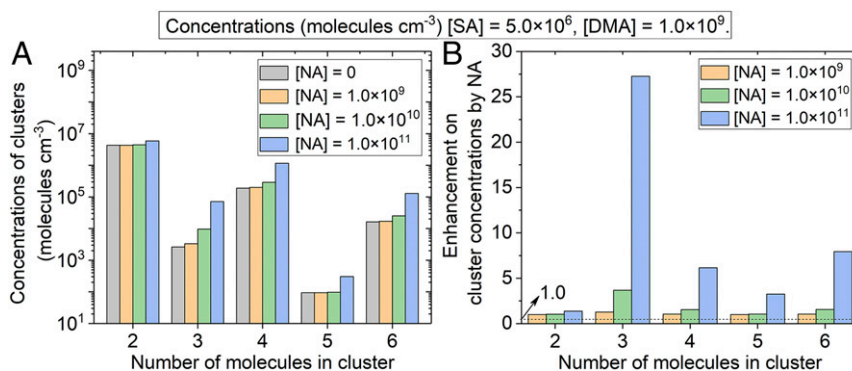 Concentrations (molecules cm⁻³) [SA] = 5.0×10⁶, [DMA] = 1.0×10⁹.
A
Concentrations of clusters
(molecules cm⁻³)
10⁹
10⁷
10⁵
10³
10¹
[NA] = 0
[NA] = 1.0×10⁹
[NA] = 1.0×10¹⁰
[NA] = 1.0×10¹¹
2 3 4 5 6
Number of molecules in cluster
B
Enhancement on
cluster concentrations by NA
30
25
20
15
10
5
0
1.0
[NA] = 1.0×10⁹
[NA] = 1.0×10¹⁰
[NA] = 1.0×10¹¹
2 3 4 5 6
Number of molecules in cluster